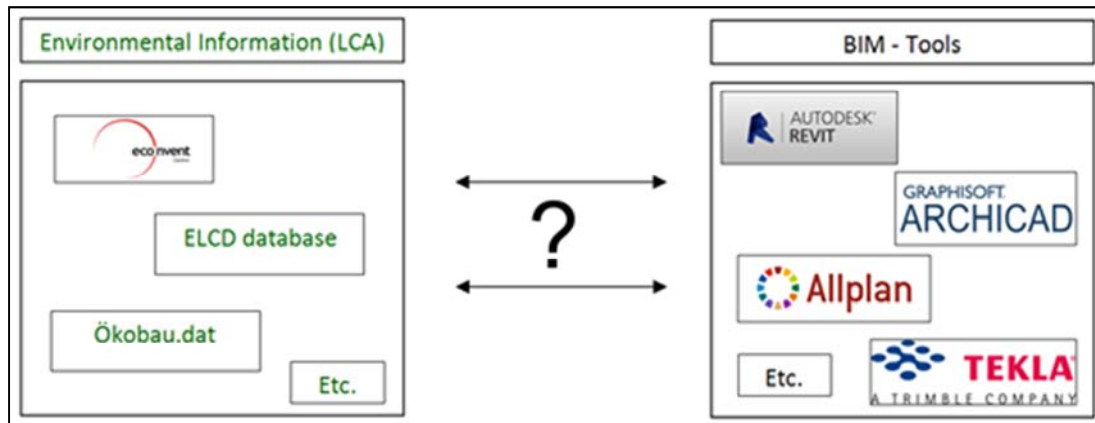 Environmental Information (LCA)
ecoinvent
ELCD database
Ökobau.dat
Etc.
?
BIM - Tools
AUTODESK®
REVIT
GRAPHISOFT.
ARCHICAD
Allplan
Etc.
TEKLA®
A TRIMBLE COMPANY